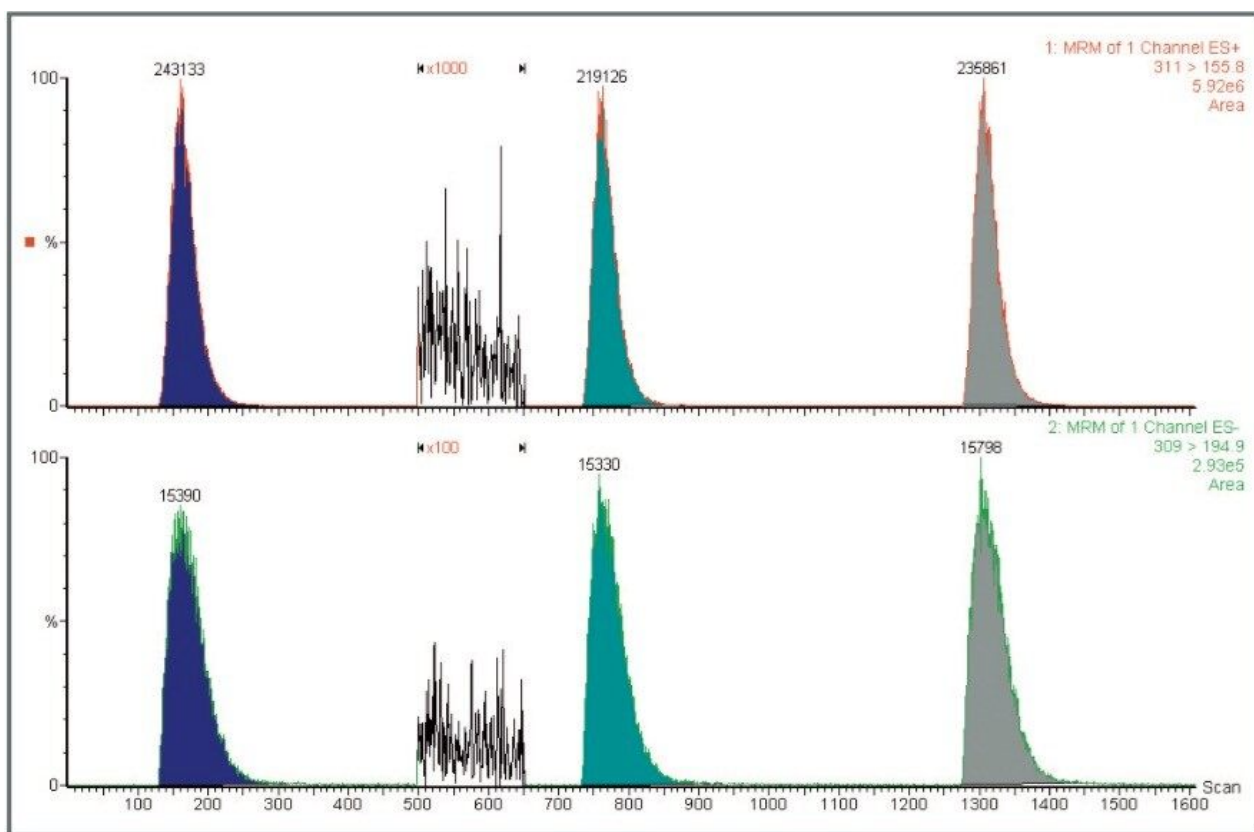 1: MRM of 1 Channel ES+
311 > 155.8
5.92e6
Area
243133
x1000
219126
235861
100
%
0
2: MRM of 1 Channel ES-
309 > 194.9
2.93e5
Area
15390
x100
15330
15798
100
%
0
100 200 300 400 500 600 700 800 900 1000 1100 1200 1300 1400 1500 1600
Scan